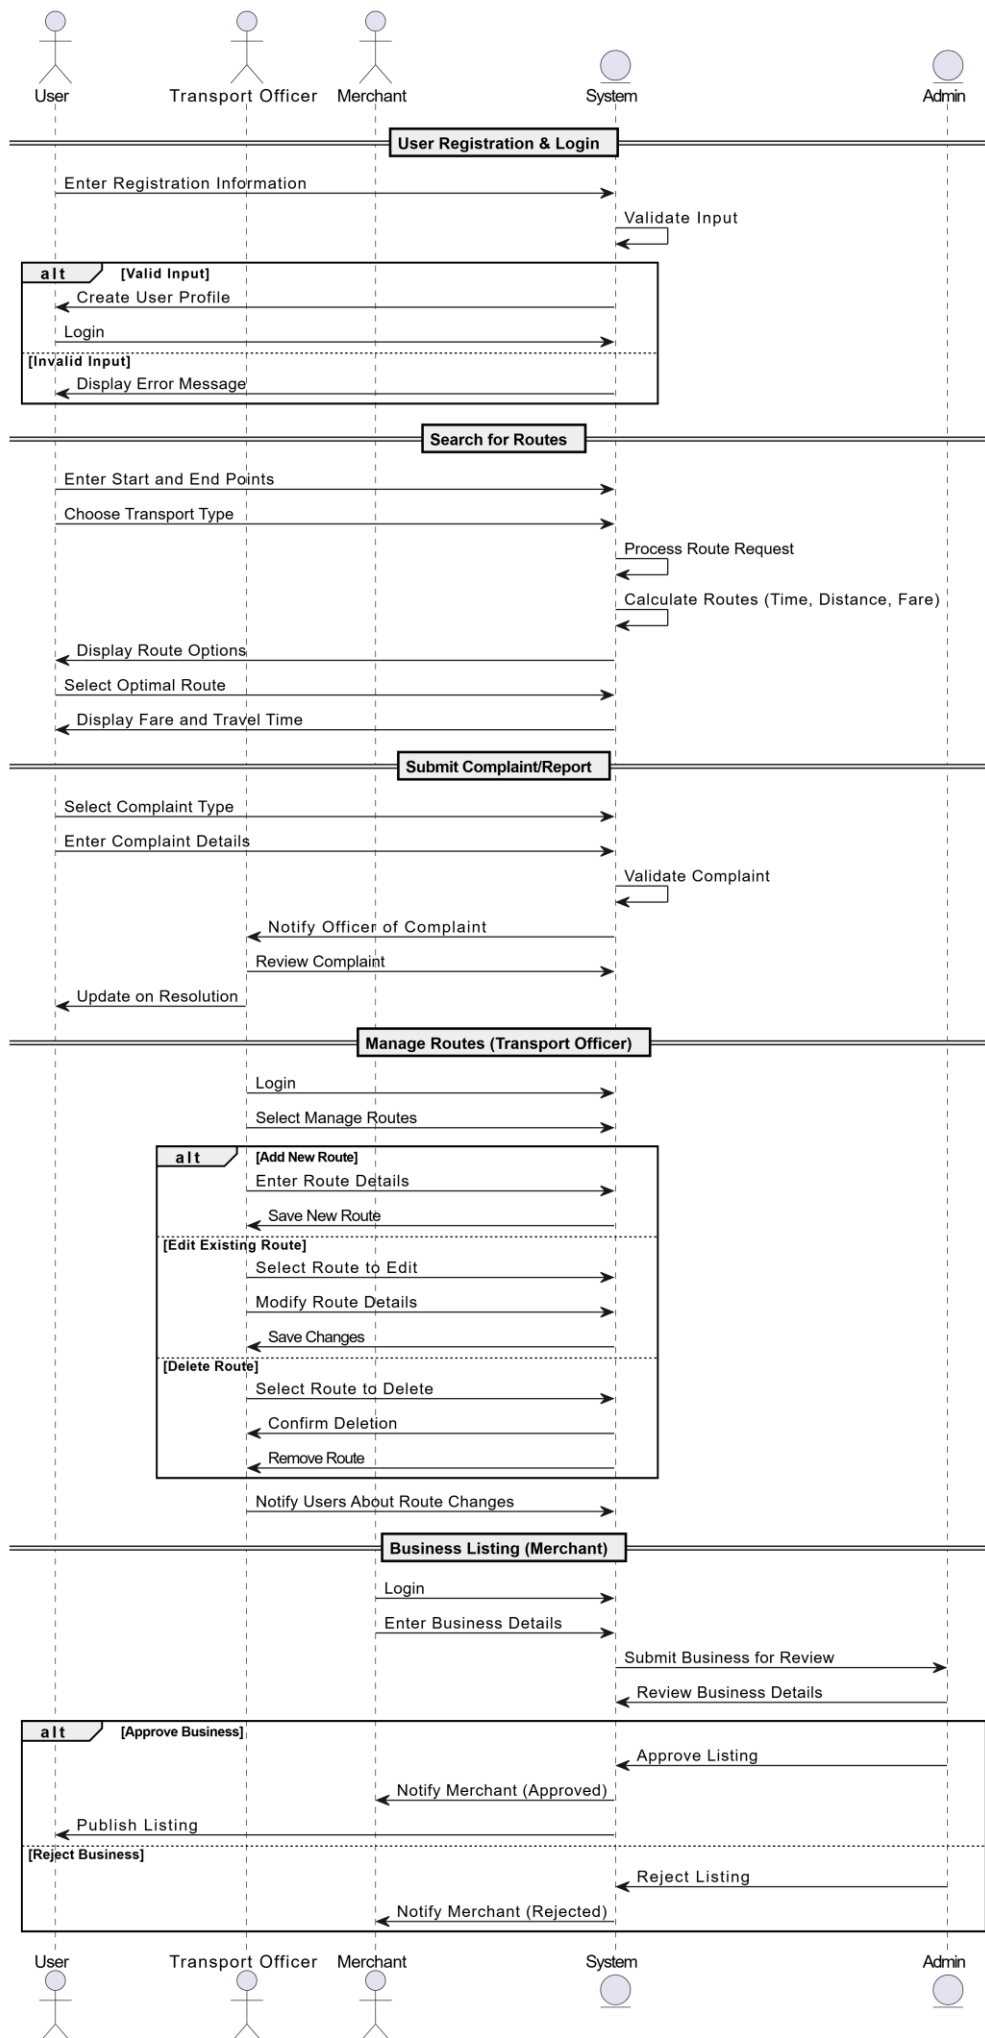 User Transport Officer Merchant System Admin
User Registration & Login
Enter Registration Information
Validate Input
alt [Valid Input]
Create User Profile
Login
[Invalid Input]
Display Error Message
Search for Routes
Enter Start and End Points
Choose Transport Type
Process Route Request
Calculate Routes (Time, Distance, Fare)
Display Route Options
Select Optimal Route
Display Fare and Travel Time
Submit Complaint/Report
Select Complaint Type
Enter Complaint Details
Validate Complaint
Notify Officer of Complaint
Review Complaint
Update on Resolution
Manage Routes (Transport Officer)
Login
Select Manage Routes
alt [Add New Route]
Enter Route Details
Save New Route
[Edit Existing Route]
Select Route to Edit
Modify Route Details
Save Changes
[Delete Route]
Select Route to Delete
Confirm Deletion
Remove Route
Notify Users About Route Changes
Business Listing (Merchant)
Login
Enter Business Details
Submit Business for Review
Review Business Details
alt [Approve Business]
Approve Listing
Notify Merchant (Approved)
Publish Listing
[Reject Business]
Reject Listing
Notify Merchant (Rejected)
User Transport Officer Merchant System Admin